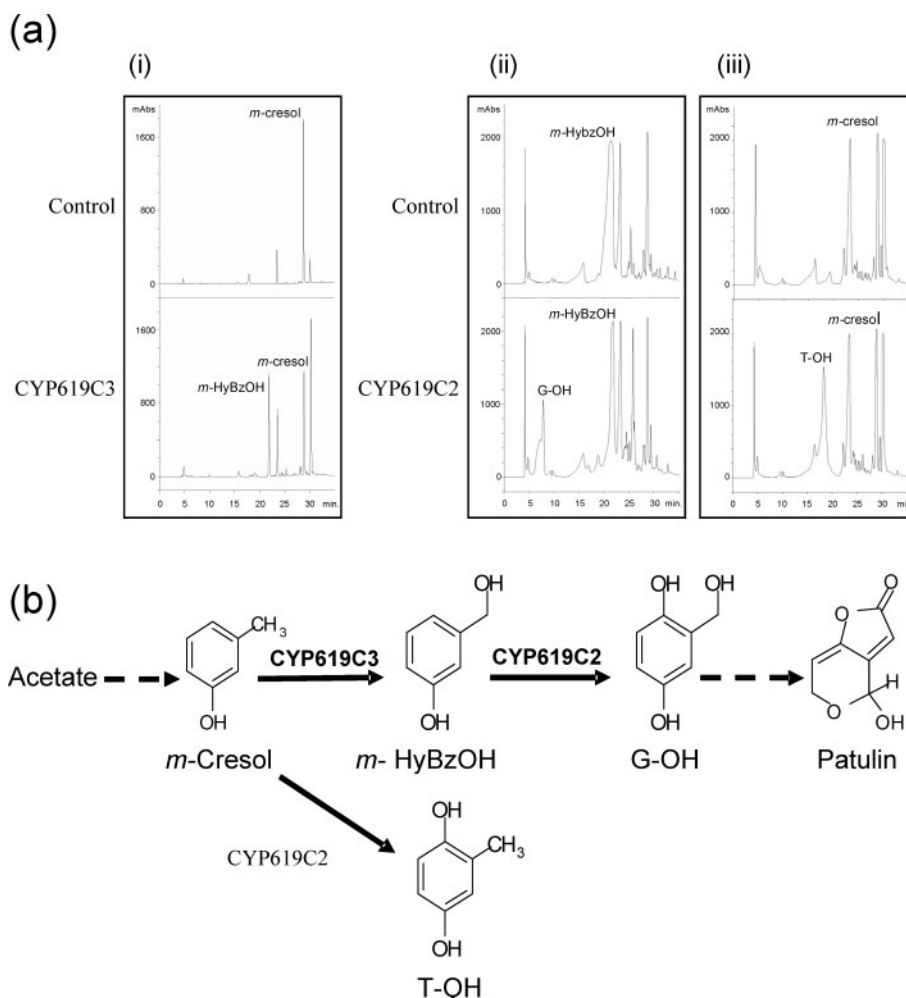 (a)
(i)
(ii)
(iii)
Control
CYP619C3
mAbs
1600
800
0
m-cresol
1600
800
0
m-HyBzOH
m-cresol
0 5 10 15 20 25 30 min.
Control
CYP619C2
mAbs
2000
1000
0
m-HybzOH
2000
1000
0
G-OH
m-HyBzOH
0 5 10 15 20 25 30 min.
mAbs
2000
1000
0
m-cresol
2000
1000
0
T-OH
m-cresol
0 5 10 15 20 25 30 min.
(b)
Acetate
CH3
OH
m-Cresol
CYP619C3
OH
OH
m- HyBzOH
CYP619C2
OH
OH
OH
G-OH
O
O
H
O
OH
Patulin
CYP619C2
OH
CH3
OH
T-OH